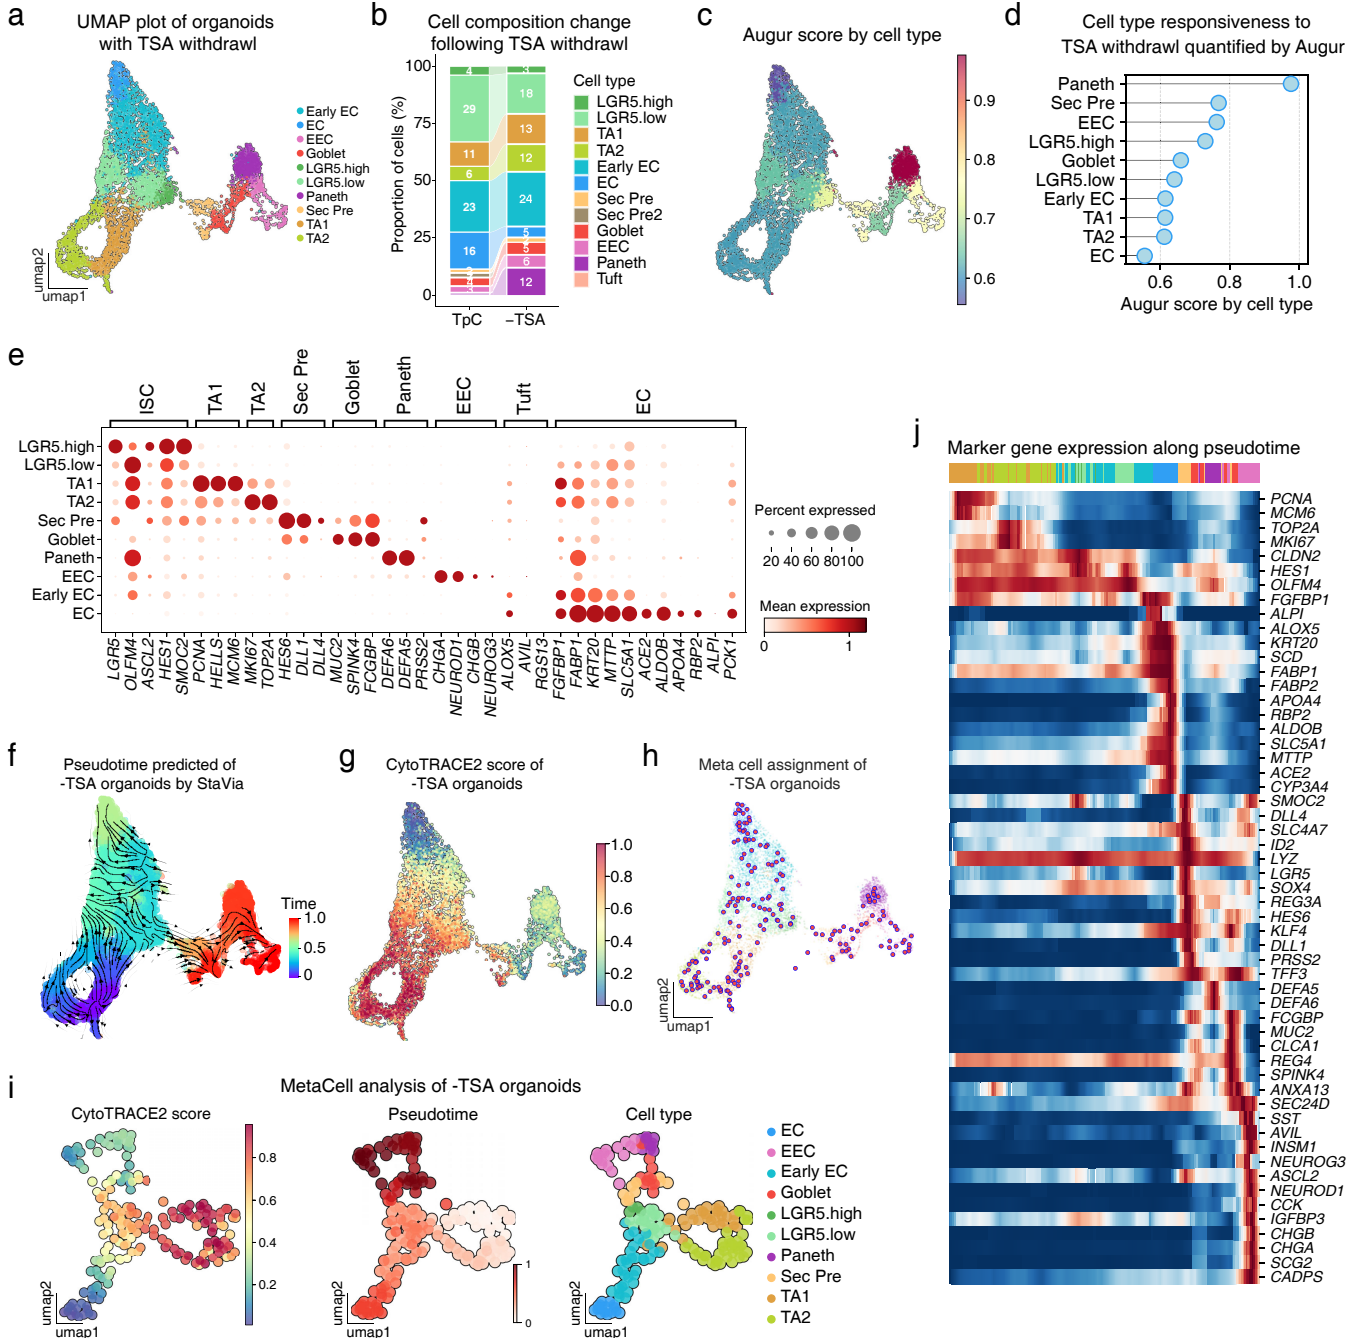 a
UMAP plot of organoids
with TSA withdrawl
Early EC
EC
EEC
Goblet
LGR5.high
LGR5.low
Paneth
Sec Pre
TA1
TA2
umap2
umap1
b
Cell composition change
following TSA withdrawl
Proportion of cells (%)
100
75
50
25
0
4
29
11
6
23
16
4
3
3
18
13
12
24
5
5
6
12
TpC
−TSA
Cell type
LGR5.high
LGR5.low
TA1
TA2
Early EC
EC
Sec Pre
Sec Pre2
Goblet
EEC
Paneth
Tuft
c
Augur score by cell type
0.9
0.8
0.7
0.6
d
Cell type responsiveness to
TSA withdrawl quantified by Augur
Paneth
Sec Pre
EEC
LGR5.high
Goblet
LGR5.low
Early EC
TA1
TA2
EC
0.6
0.8
1.0
Augur score by cell type
e
ISC
TA1
TA2
Sec Pre
Goblet
Paneth
EEC
Tuft
EC
LGR5.high
LGR5.low
TA1
TA2
Sec Pre
Goblet
Paneth
EEC
Early EC
EC
LGR5
OLFM4
ASCL2
HES1
SMOC2
PCNA
HELLS
MCM6
MKI67
TOP2A
HES6
DLL1
DLL4
MUC2
SPINK4
FCGBP
DEFA6
DEFA5
PRSS2
CHGA
NEUROD1
CHGB
NEUROG3
ALOX5
AVIL
RGS13
FGFBP1
FABP1
KRT20
MTTP
SLC5A1
ACE2
ALDOB
APOA4
RBP2
ALPI
PCK1
Percent expressed
20 40 60 80 100
Mean expression
0 1
f
Pseudotime predicted of
-TSA organoids by StaVia
Time
1.0
0.5
0
g
CytoTRACE2 score of
-TSA organoids
1.0
0.8
0.6
0.4
0.2
0.0
h
Meta cell assignment of
-TSA organoids
umap2
umap1
i
MetaCell analysis of -TSA organoids
CytoTRACE2 score
0.8
0.6
0.4
0.2
umap2
umap1
Pseudotime
1
0
Cell type
umap2
umap1
EC
EEC
Early EC
Goblet
LGR5.high
LGR5.low
Paneth
Sec Pre
TA1
TA2
j
Marker gene expression along pseudotime
PCNA
MCM6
TOP2A
MKI67
CLDN2
HES1
OLFM4
FGFBP1
ALPI
ALOX5
KRT20
SCD
FABP1
FABP2
APOA4
RBP2
ALDOB
SLC5A1
MTTP
ACE2
CYP3A4
SMOC2
DLL4
SLC4A7
ID2
LYZ
LGR5
SOX4
REG3A
HES6
KLF4
DLL1
PRSS2
TFF3
DEFA5
DEFA6
FCGBP
MUC2
CLCA1
REG4
SPINK4
ANXA13
SEC24D
SST
AVIL
INSM1
NEUROG3
ASCL2
NEUROD1
CCK
IGFBP3
CHGB
CHGA
SCG2
CADPS